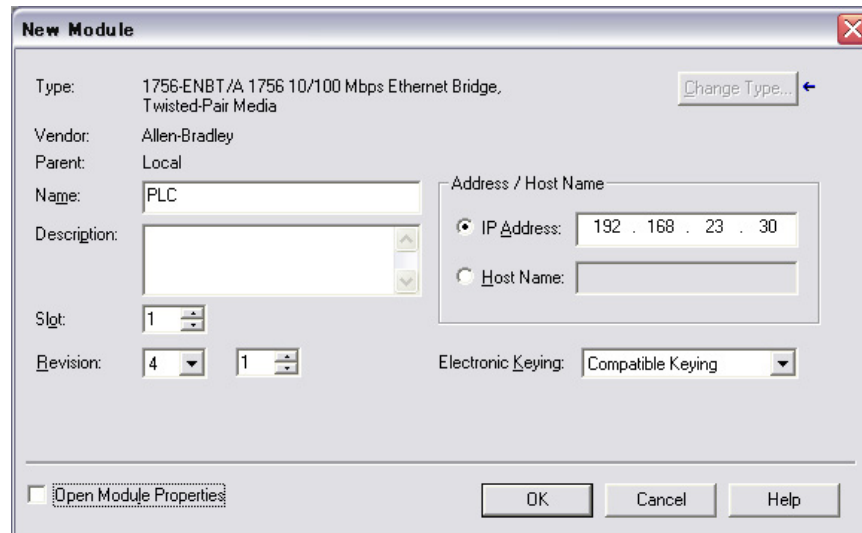 New Module
Type: 1756-ENBT/A 1756 10/100 Mbps Ethernet Bridge,
Twisted-Pair Media
Change Type...
Vendor: Allen-Bradley
Parent: Local
Name: PLC
Address / Host Name
IP Address: 192 . 168 . 23 . 30
Description:
Host Name:
Slot: 1
Revision: 4 1
Electronic Keying: Compatible Keying
Open Module Properties
OK Cancel Help